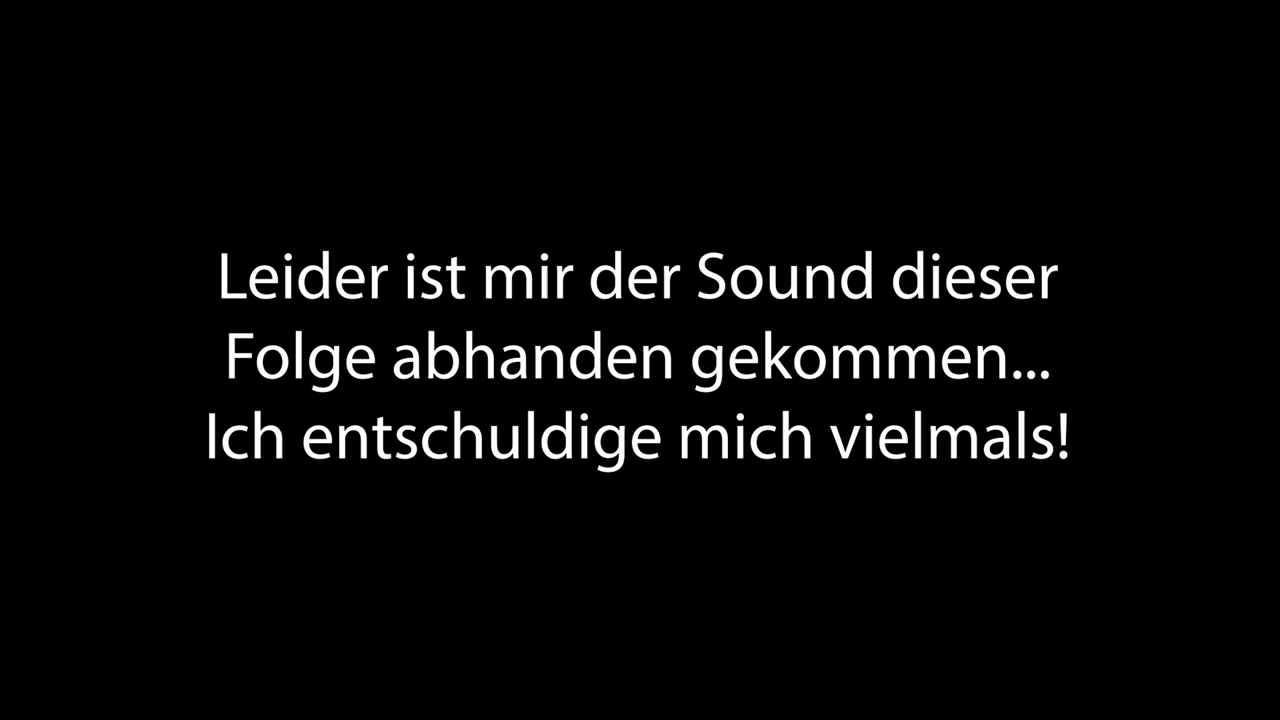 Leider ist mir der Sound dieser
Folge abhanden gekommen...
Ich entschuldige mich vielmals!